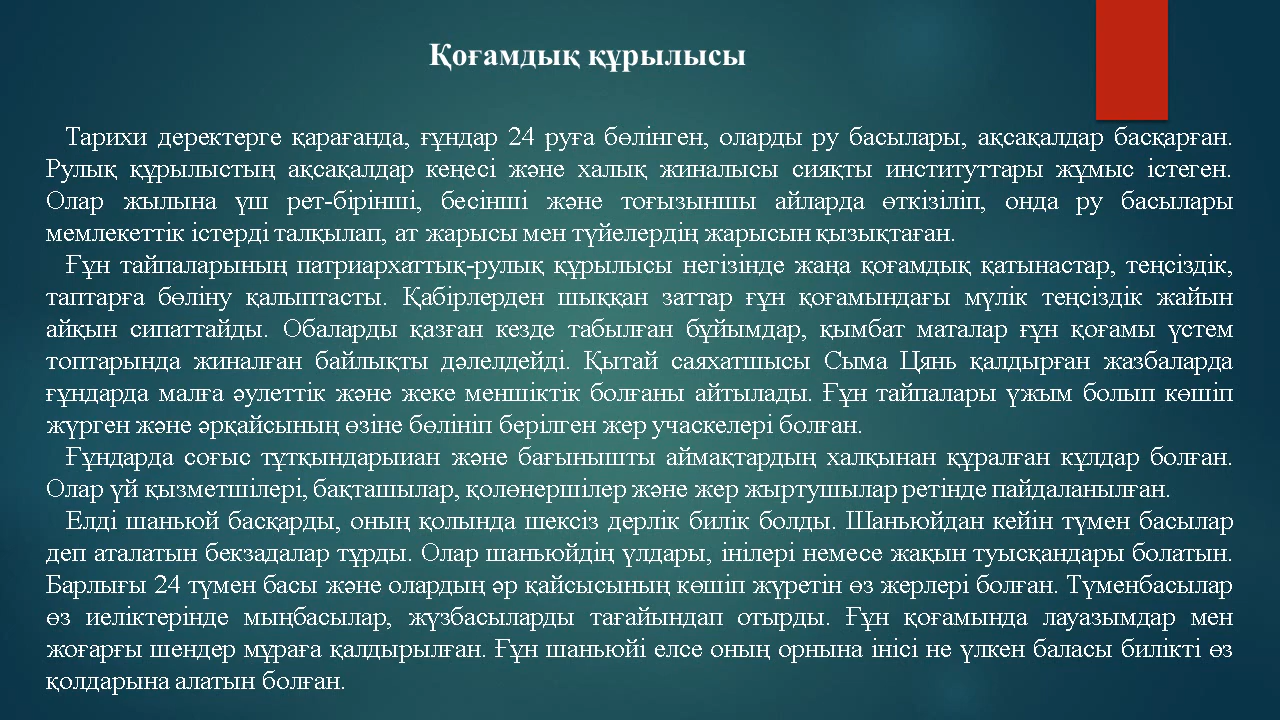 Қоғамдық құрылысы
Тарихи деректерге қарағанда, ғұндар 24 руға бөлінген, оларды ру басылары, ақсақалдар басқарған.
Рулық құрылыстың ақсақалдар кеңесі және халық жиналысы сияқты институттары жұмыс істеген.
Олар жылына үш рет-бірінші, бесінші және тоғызыншы айларда өткізіліп, онда ру басылары
мемлекеттік істерді талқылап, ат жарысы мен түйелердің жарысын қызықтаған.
Ғұн тайпаларының патриархаттық-рулық құрылысы негізінде жаңа қоғамдық қатынастар, теңсіздік,
таптарға бөліну қалыптасты. Қабірлерден шыққан заттар ғұн қоғамындағы мүлік теңсіздік жайын
айқын сипаттайды. Обаларды қазған кезде табылған бұйымдар, қымбат маталар ғұн қоғамы үстем
топтарында жиналған байлықты дәлелдейді. Қытай саяхатшысы Сыма Цянь қалдырған жазбаларда
ғұндарда малға әулеттік және жеке меншіктік болғаны айтылады. Ғұн тайпалары ұжым болып көшіп
жүрген және әрқайсының өзіне бөлініп берілген жер учаскелері болған.
Ғұндарда соғыс тұтқындарыиан және бағынышты аймақтардың халқынан құралған құлдар болған.
Олар үй қызметшілері, бақташылар, қолөнершілер және жер жыртушылар ретінде пайдаланылған.
Елді шаньюй басқарды, оның қолында шексіз дерлік билік болды. Шаньюйдан кейін түмен басылар
деп аталатын бекзадалар тұрды. Олар шаньюйдің ұлдары, інілері немесе жақын туысқандары болатын.
Барлығы 24 түмен басы және олардың әр қайсысының көшіп жүретін өз жерлері болған. Түменбасылар
өз иеліктерінде мыңбасылар, жүзбасыларды тағайындап отырды. Ғұн қоғамында лауазымдар мен
жоғарғы шендер мұраға қалдырылған. Ғұн шаньюйі елсе оның орнына інісі не үлкен баласы билікті өз
қолдарына алатын болған.